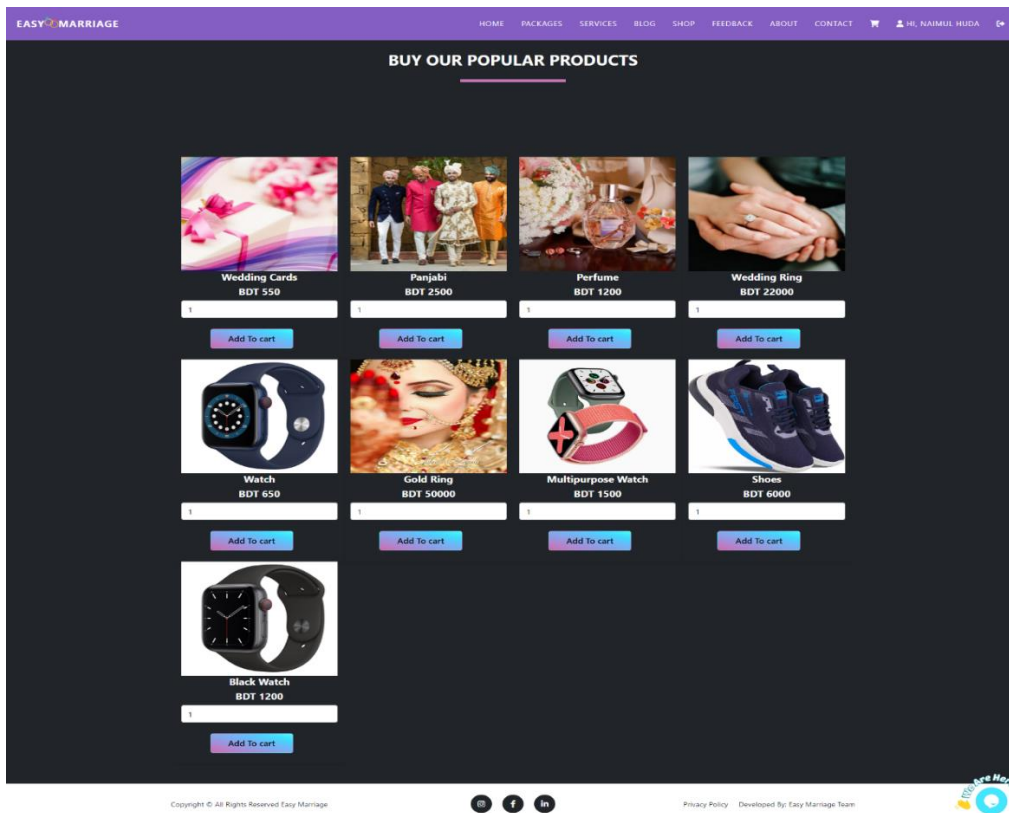 EASY MARRIAGE
HOME PACKAGES SERVICES BLOG SHOP FEEDBACK ABOUT CONTACT HI, NAIMUL HUDA
BUY OUR POPULAR PRODUCTS
Wedding Cards Panjabi Perfume Wedding Ring
BDT 550 BDT 2500 BDT 1200 BDT 22000
1 1 1 1
Add To cart Add To cart Add To cart Add To cart
Watch Gold Ring Multipurpose Watch Shoes
BDT 650 BDT 50000 BDT 1500 BDT 6000
1 1 1 1
Add To cart Add To cart Add To cart Add To cart
Black Watch
BDT 1200
1
Add To cart
We Are Here
Copyright © All Rights Reserved Easy Marriage Privacy Policy Developed By: Easy Marriage Team